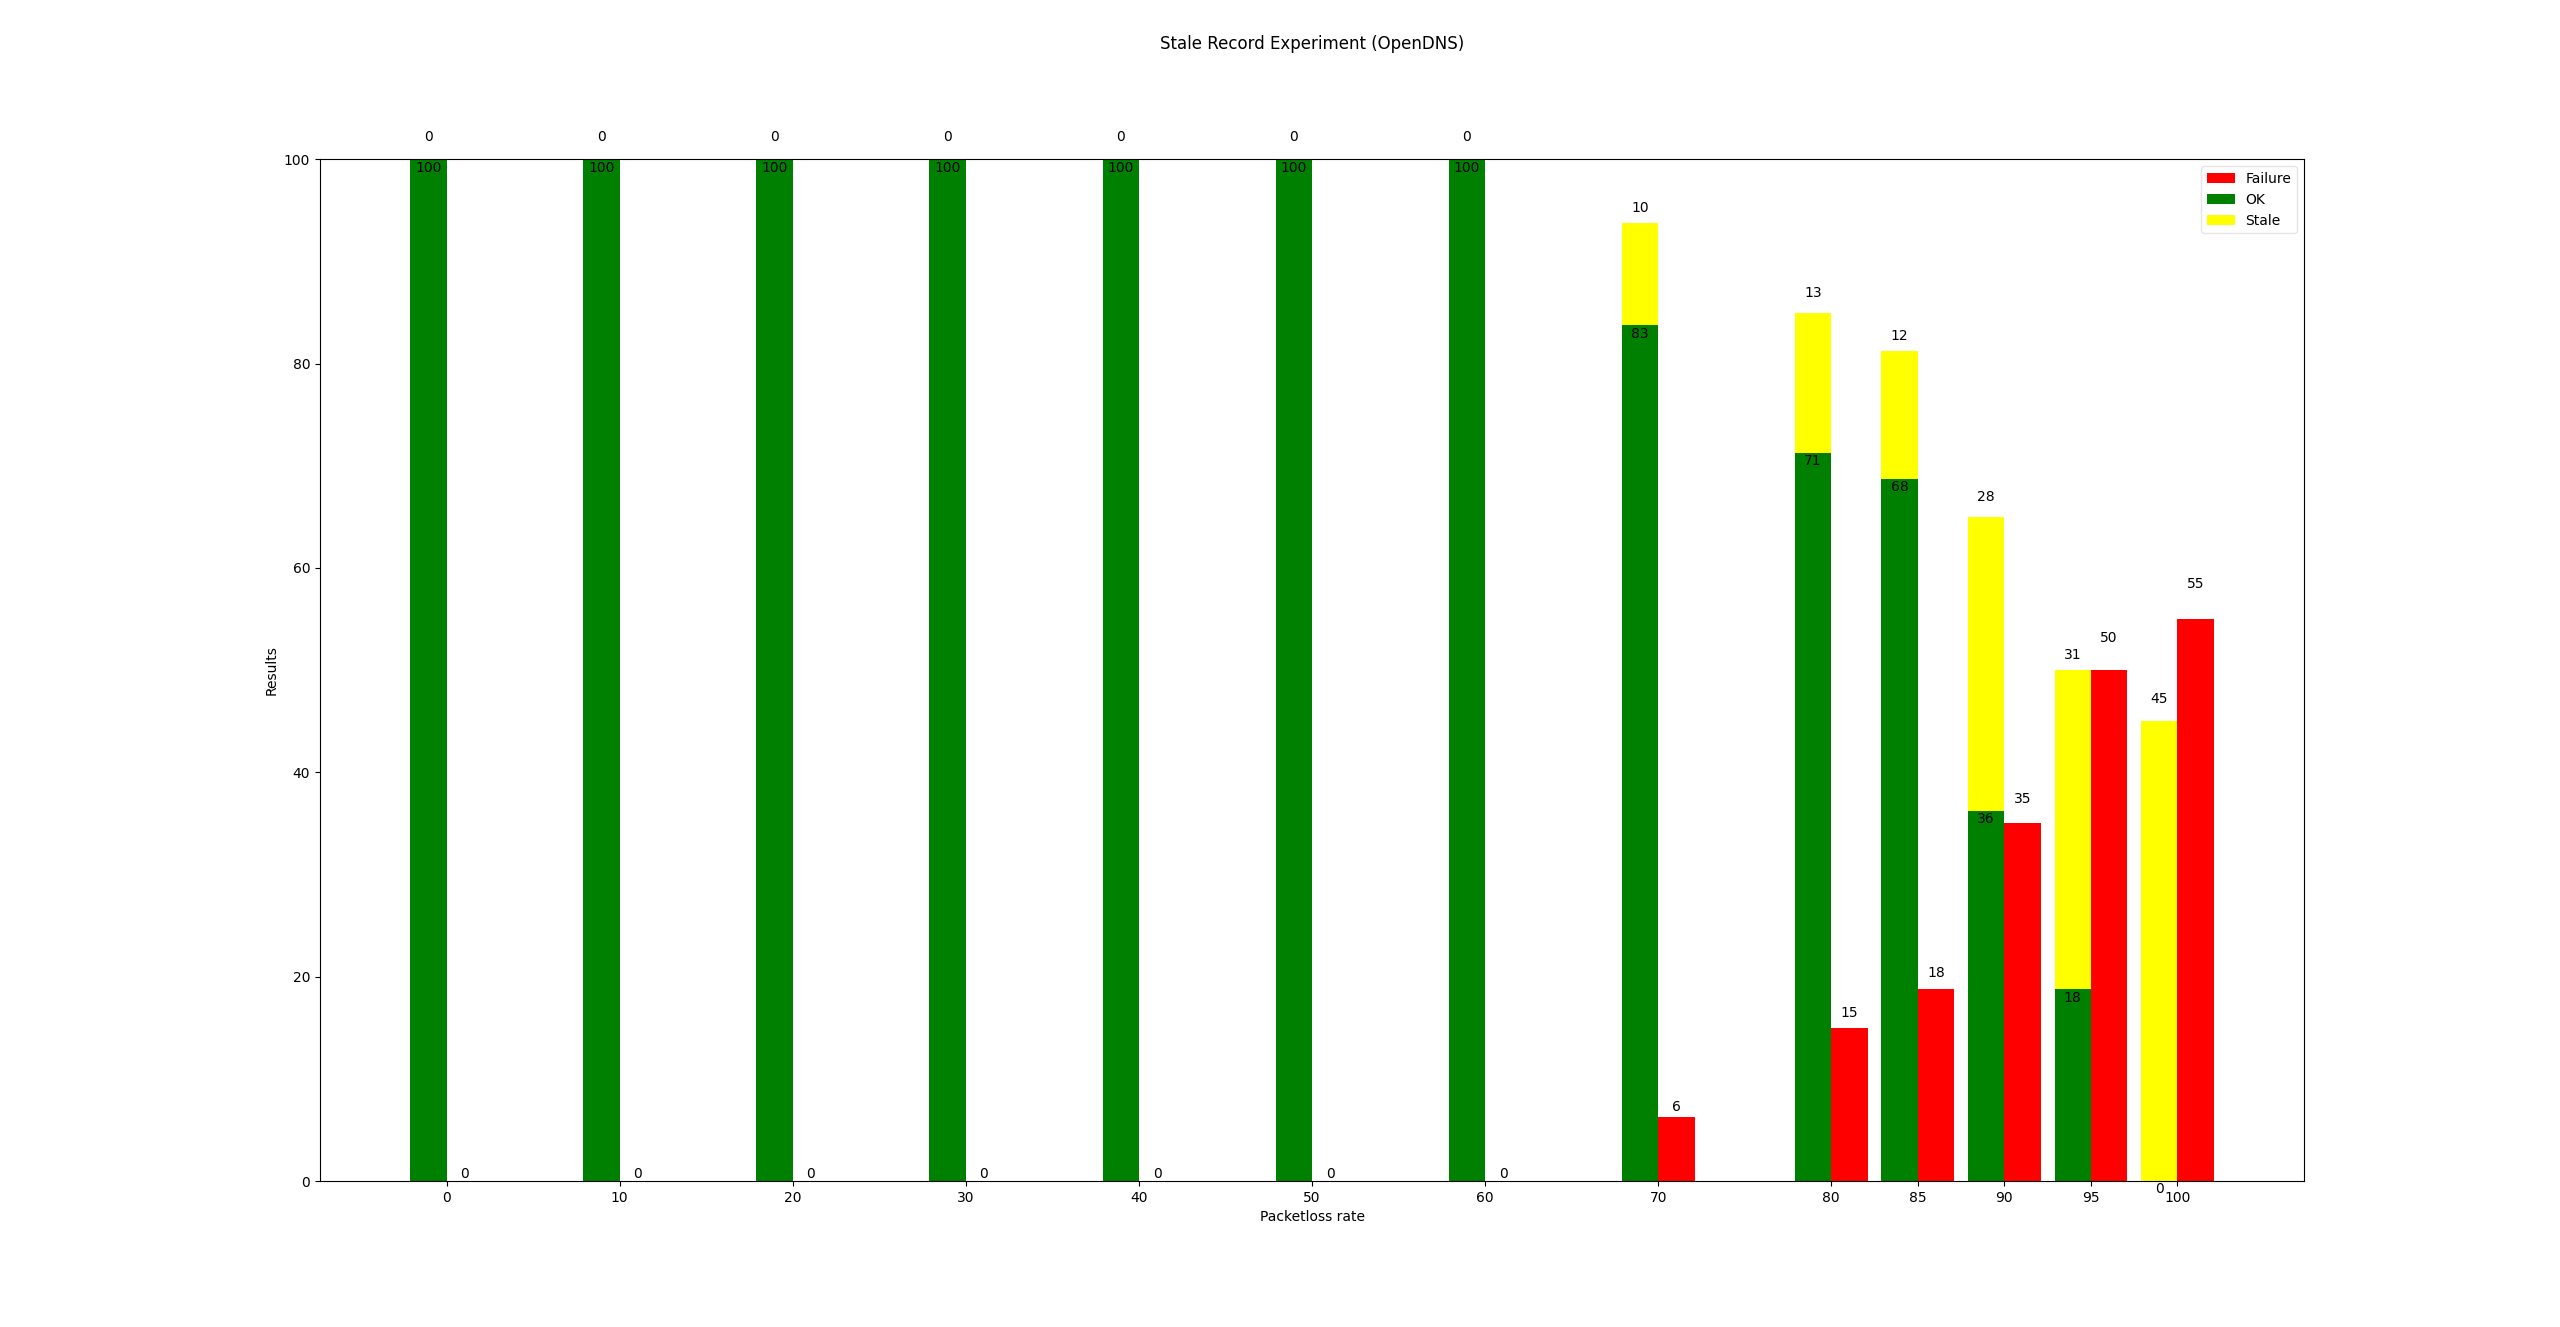 Stale Record Experiment (OpenDNS)
0 0 0 0 0 0 0
100 100 100 100 100 100 100 100
Failure
OK
Stale
10
13
83
12
80
71
68
28
60
55
50
31
45
Results
40
35
36
20
18
18
15
6
0 0 0 0 0 0 0 0
0
0 10 20 30 40 50 60 70 80 85 90 95 100
Packetloss rate